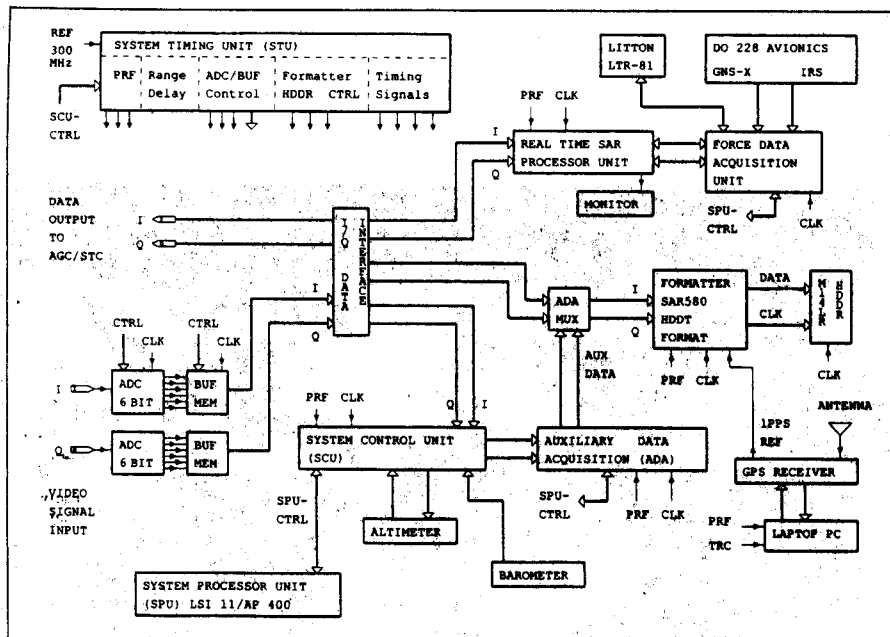 REF
300
MHz
SCU-
CTRL
SYSTEM TIMING UNIT (STU)
PRF
Range
Delay
ADC/BUF
Control
Formatter
HDDR CTRL
Timing
Signals
LITTON
LTR-81
DO 228 AVIONICS
GNS-X IRS
PRF CLK
I
Q
REAL TIME SAR
PROCESSOR UNIT
MONITOR
FORCE DATA
ACQUISITION
UNIT
SPU-
CTRL
CLK
DATA
OUTPUT
TO
AGC/STC
I
Q
I/Q DATA
INTERFACE
I
Q
ADA
MUX
I
Q
FORMATTER
SAR580
HDDT
FORMAT
DATA
CLK
HDDR
CLK
PRF CLK
AUX
DATA
CTRL
CLK
CTRL
CLK
I
ADC
6 BIT
BUF
MEM
Q
ADC
6 BIT
BUF
MEM
VIDEO
SIGNAL
INPUT
PRF CLK
Q
I
SYSTEM CONTROL UNIT
(SCU)
AUXILIARY DATA
ACQUISITION (ADA)
SPU-
CTRL
PRF CLK
1PPS
REF
ANTENNA
GPS RECEIVER
PRF
TRC
LAPTOP PC
SPU-
CTRL
ALTIMETER
BAROMETER
SYSTEM PROCESSOR UNIT
(SPU) LSI 11/AP 400